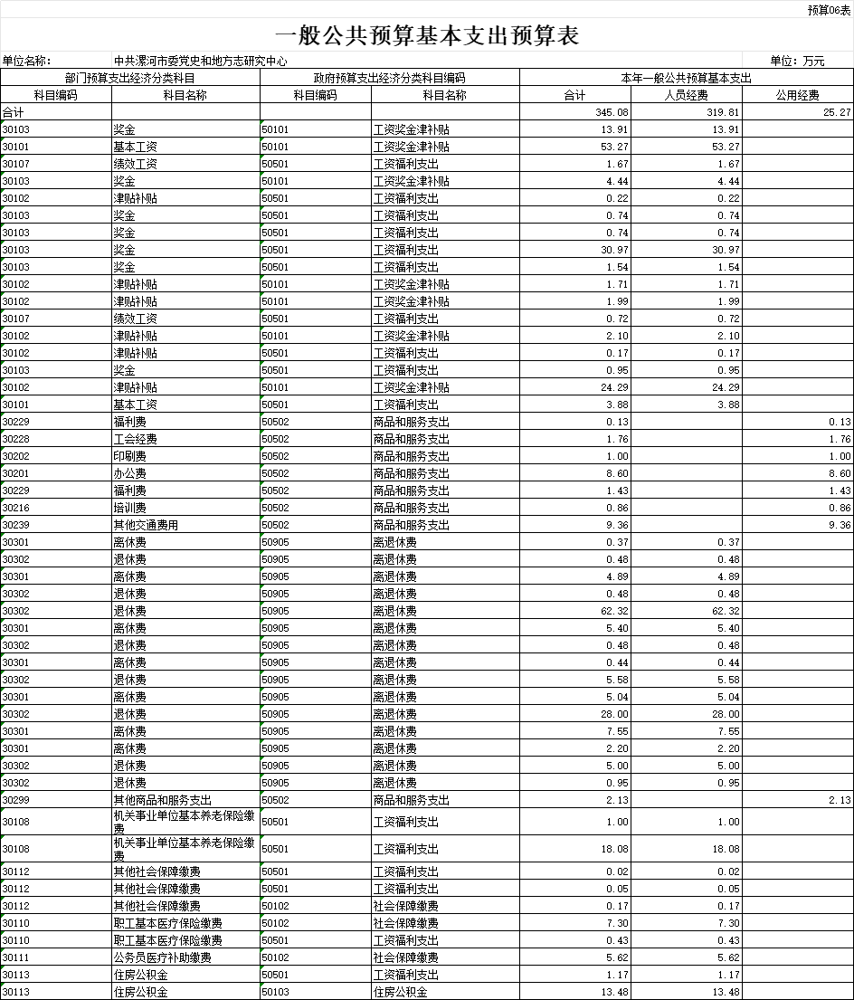 预算06表
一般公共预算基本支出预算表
单位名称： 中共漯河市委党史和地方志研究中心 单位：万元
部门预算支出经济分类科目 政府预算支出经济分类科目编码 本年一般公共预算基本支出
科目编码 科目名称 科目编码 科目名称 合计 人员经费 公用经费
合计 345.08 319.81 25.27
30103 奖金 50101 工资奖金津补贴 13.91 13.91
30101 基本工资 50101 工资奖金津补贴 53.27 53.27
30107 绩效工资 50501 工资福利支出 1.67 1.67
30103 奖金 50101 工资奖金津补贴 4.44 4.44
30102 津贴补贴 50501 工资福利支出 0.22 0.22
30103 奖金 50501 工资福利支出 0.74 0.74
30103 奖金 50501 工资福利支出 0.74 0.74
30103 奖金 50501 工资福利支出 30.97 30.97
30103 奖金 50501 工资福利支出 1.54 1.54
30102 津贴补贴 50101 工资奖金津补贴 1.71 1.71
30102 津贴补贴 50101 工资奖金津补贴 1.99 1.99
30107 绩效工资 50501 工资福利支出 0.72 0.72
30102 津贴补贴 50101 工资奖金津补贴 2.10 2.10
30102 津贴补贴 50501 工资福利支出 0.17 0.17
30103 奖金 50501 工资福利支出 0.95 0.95
30102 津贴补贴 50101 工资奖金津补贴 24.29 24.29
30101 基本工资 50501 工资福利支出 3.88 3.88
30229 福利费 50502 商品和服务支出 0.13 0.13
30228 工会经费 50502 商品和服务支出 1.76 1.76
30202 印刷费 50502 商品和服务支出 1.00 1.00
30201 办公费 50502 商品和服务支出 8.60 8.60
30229 福利费 50502 商品和服务支出 1.43 1.43
30216 培训费 50502 商品和服务支出 0.86 0.86
30239 其他交通费用 50502 商品和服务支出 9.36 9.36
30301 离休费 50905 离退休费 0.37 0.37
30302 退休费 50905 离退休费 0.48 0.48
30301 离休费 50905 离退休费 4.89 4.89
30302 退休费 50905 离退休费 0.48 0.48
30302 退休费 50905 离退休费 62.32 62.32
30301 离休费 50905 离退休费 5.40 5.40
30302 退休费 50905 离退休费 0.48 0.48
30301 离休费 50905 离退休费 0.44 0.44
30302 退休费 50905 离退休费 5.58 5.58
30301 离休费 50905 离退休费 5.04 5.04
30302 退休费 50905 离退休费 28.00 28.00
30301 离休费 50905 离退休费 7.55 7.55
30301 离休费 50905 离退休费 2.20 2.20
30302 退休费 50905 离退休费 5.00 5.00
30302 退休费 50905 离退休费 0.95 0.95
30299 其他商品和服务支出 50502 商品和服务支出 2.13 2.13
30108 机关事业单位基本养老保险缴
费 50501 工资福利支出 1.00 1.00
30108 机关事业单位基本养老保险缴
费 50501 工资福利支出 18.08 18.08
30112 其他社会保障缴费 50501 工资福利支出 0.02 0.02
30112 其他社会保障缴费 50501 工资福利支出 0.05 0.05
30112 其他社会保障缴费 50102 社会保障缴费 0.17 0.17
30110 职工基本医疗保险缴费 50102 社会保障缴费 7.30 7.30
30110 职工基本医疗保险缴费 50501 工资福利支出 0.43 0.43
30111 公务员医疗补助缴费 50102 社会保障缴费 5.62 5.62
30113 住房公积金 50501 工资福利支出 1.17 1.17
30113 住房公积金 50103 住房公积金 13.48 13.48